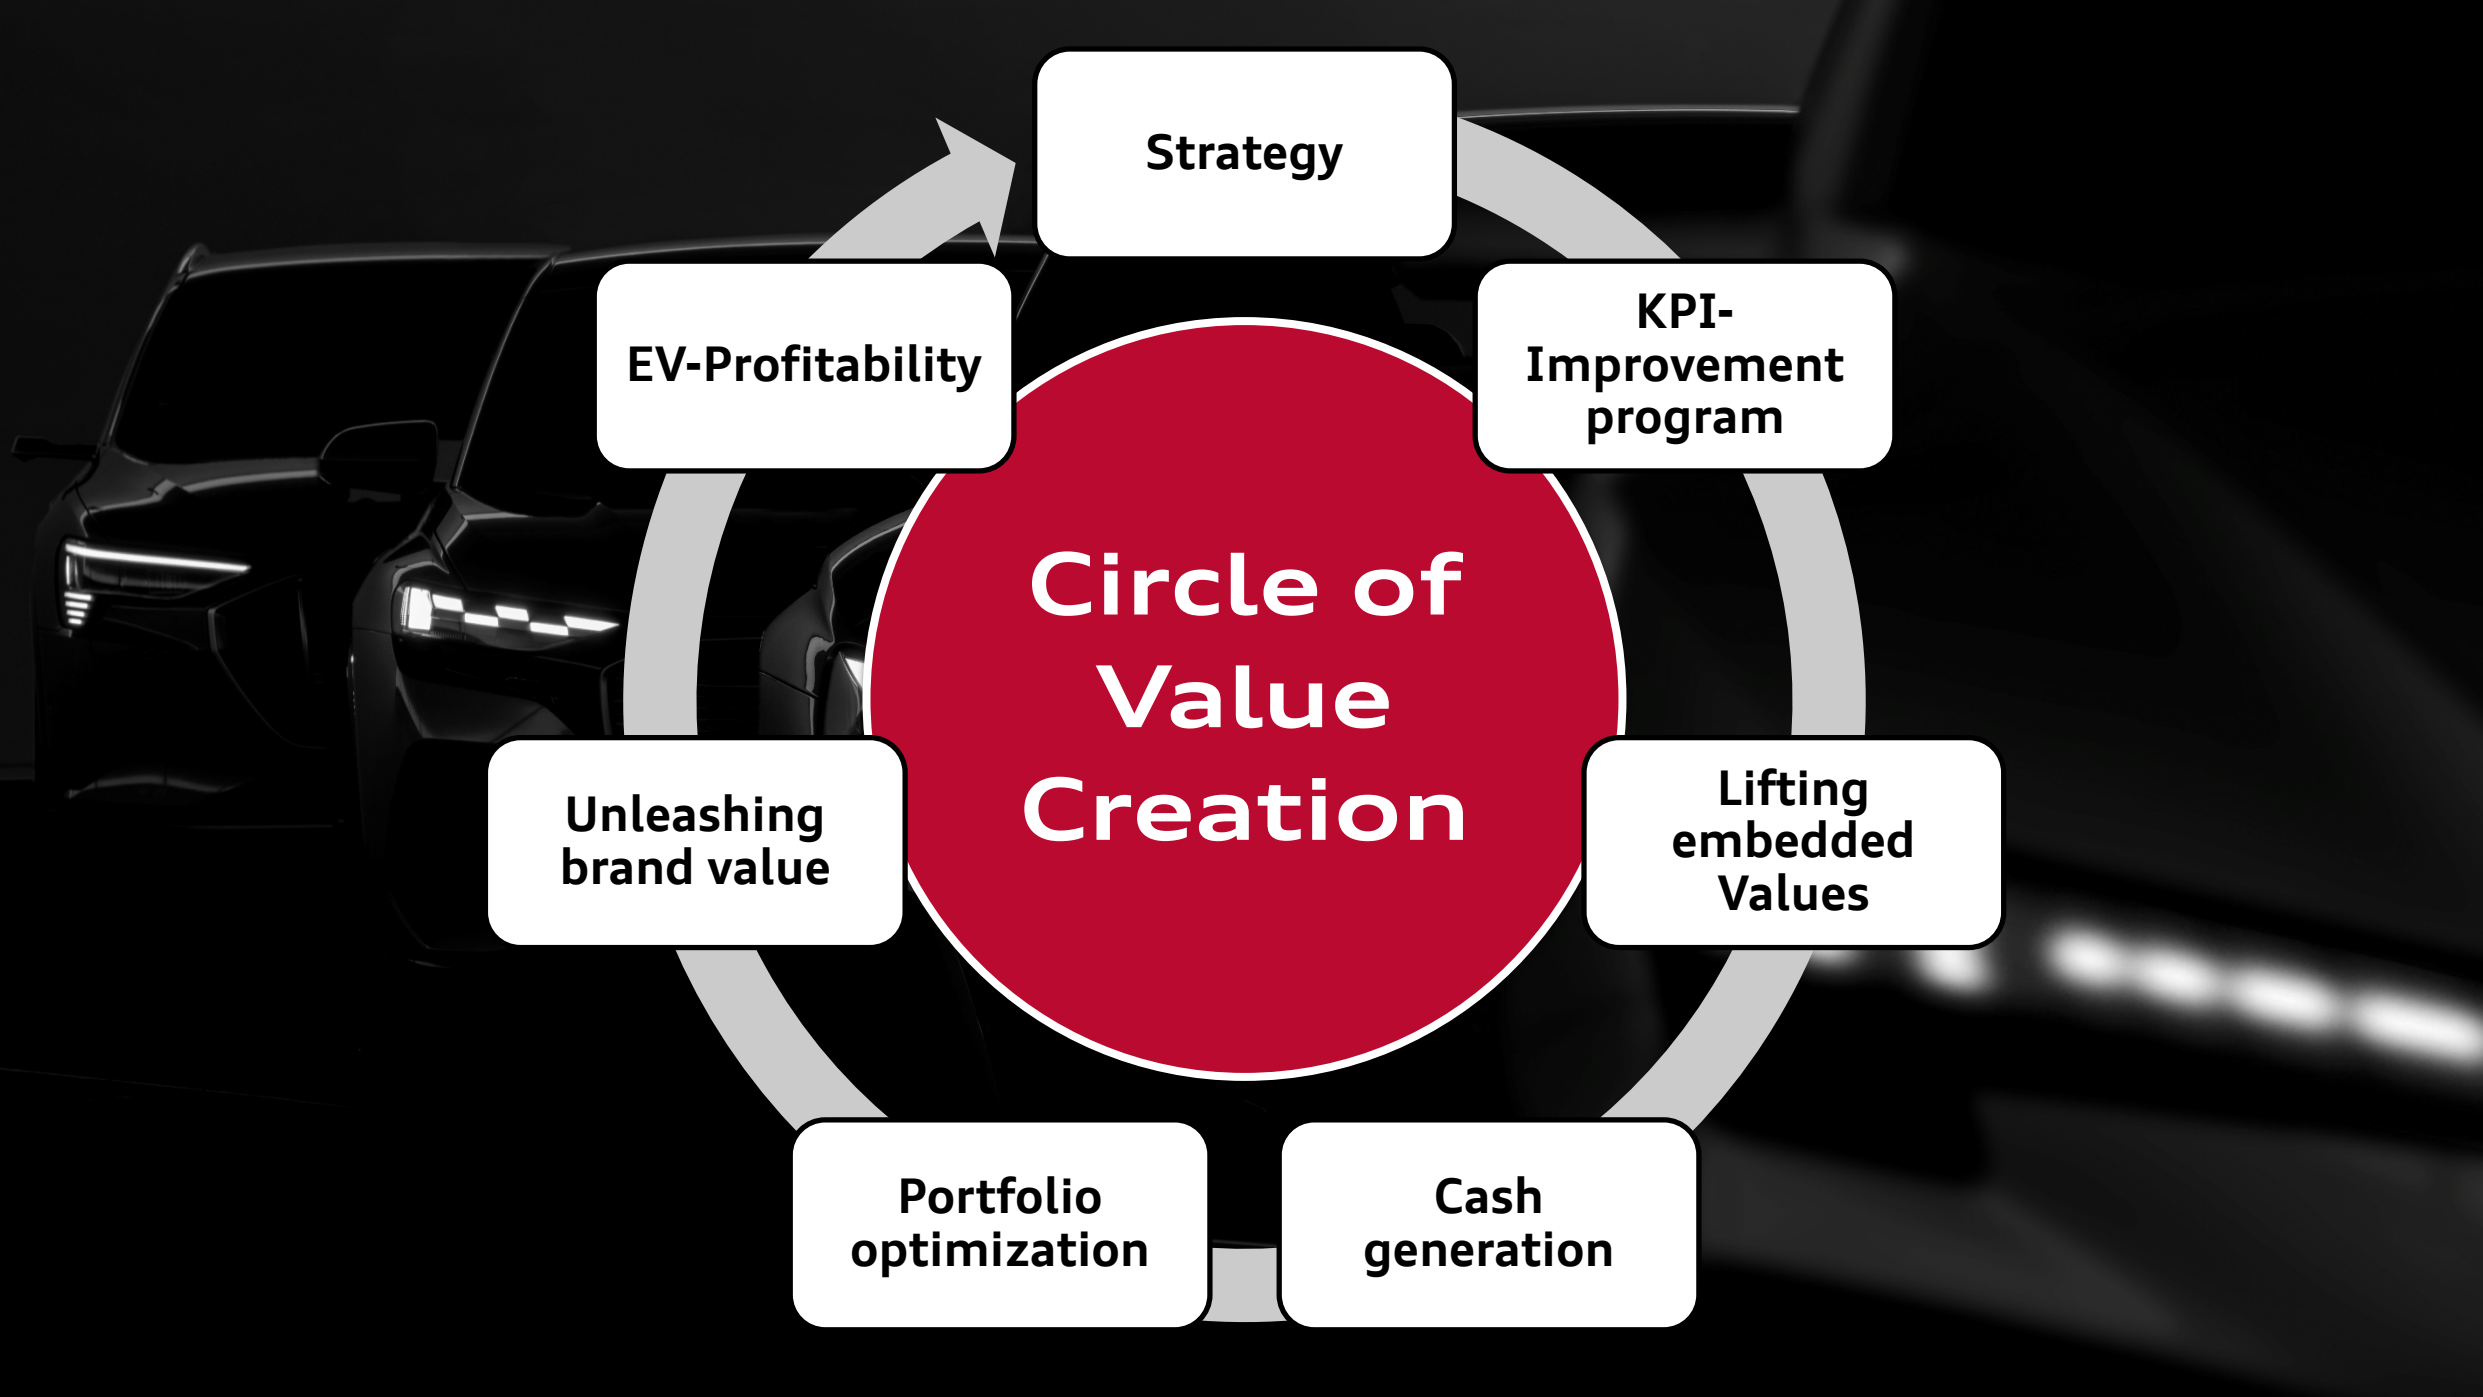 Strategy
EV-Profitability
KPI-
Improvement
program
Circle of
Value
Creation
Unleashing
brand value
Lifting
embedded
Values
Portfolio
optimization
Cash
generation